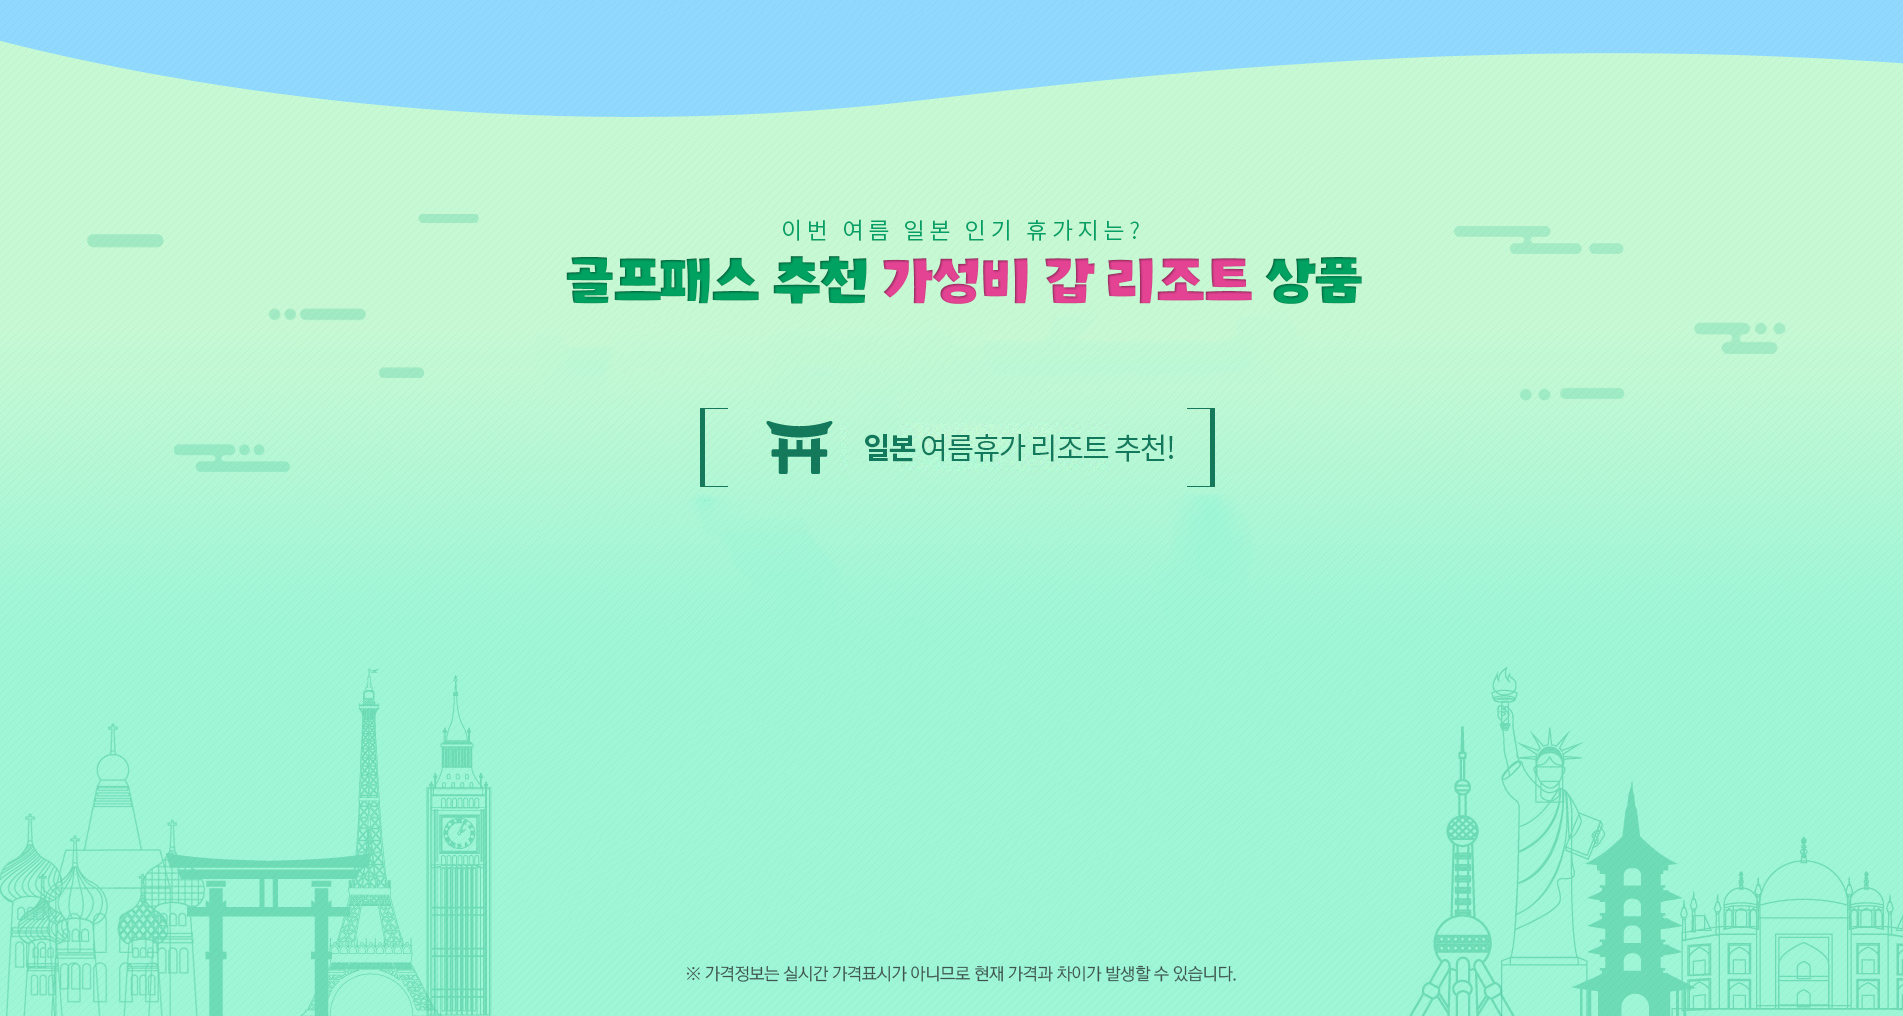 이번 여름 일본 인기 휴가지는?
골프패스 추천 가성비 갑 리조트 상품
일본 여름휴가 리조트 추천!
※ 가격정보는 실시간 가격표시가 아니므로 현재 가격과 차이가 발생할 수 있습니다.